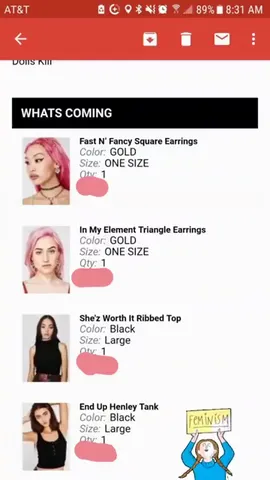 AT&T 89% 8:31 AM
Dolls Kill
WHATS COMING
Fast N' Fancy Square Earrings
Color: GOLD
Size: ONE SIZE
Qty: 1
In My Element Triangle Earrings
Color: GOLD
Size: ONE SIZE
Qty: 1
She'z Worth It Ribbed Top
Color: Black
Size: Large
Qty: 1
End Up Henley Tank
Color: Black
Size: Large
Qty: 1
FEMINISM